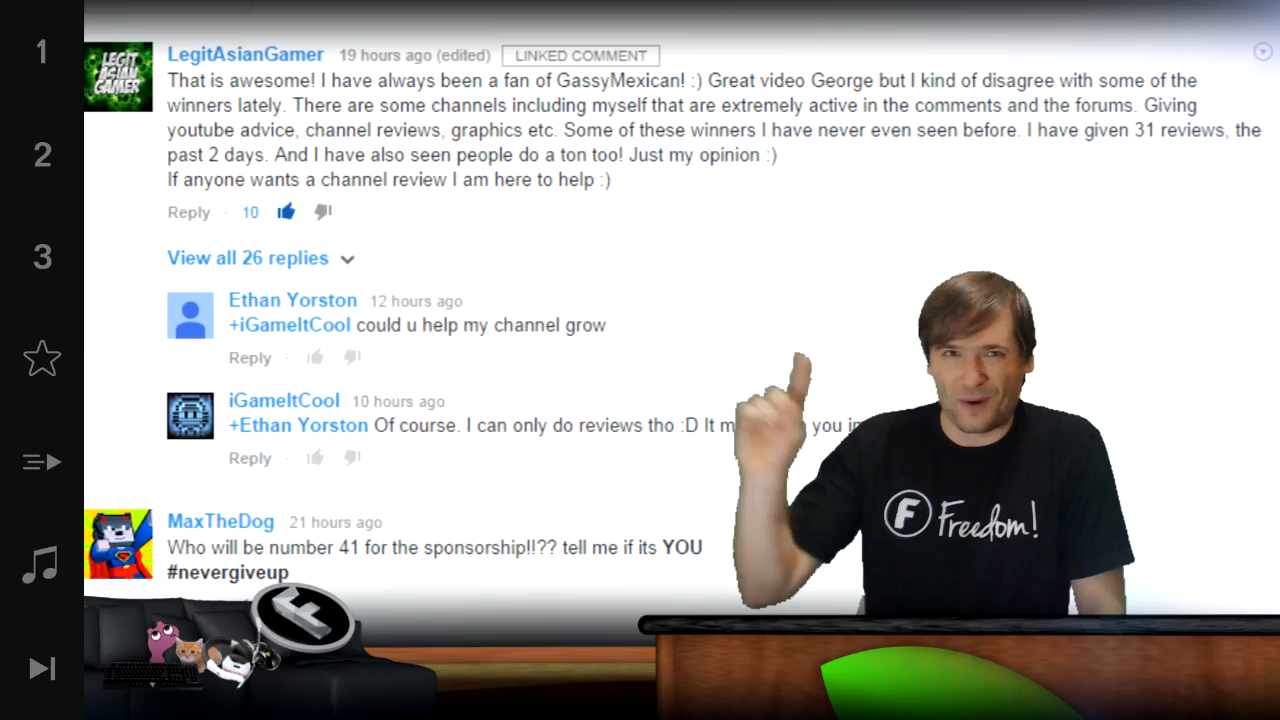 1
2
3
LEGIT ASIAN GAMER
LegitAsianGamer 19 hours ago (edited) LINKED COMMENT
That is awesome! I have always been a fan of GassyMexican! :) Great video George but I kind of disagree with some of the
winners lately. There are some channels including myself that are extremely active in the comments and the forums. Giving
youtube advice, channel reviews, graphics etc. Some of these winners I have never even seen before. I have given 31 reviews, the
past 2 days. And I have also seen people do a ton too! Just my opinion :)
If anyone wants a channel review I am here to help :)
Reply · 10
View all 26 replies
Ethan Yorston 12 hours ago
+iGameItCool could u help my channel grow
Reply ·
iGameItCool 10 hours ago
+Ethan Yorston Of course. I can only do reviews tho :D It you
Reply ·
MaxTheDog 21 hours ago
Who will be number 41 for the sponsorship!!?? tell me if its YOU
#nevergiveup
F Freedom!
F